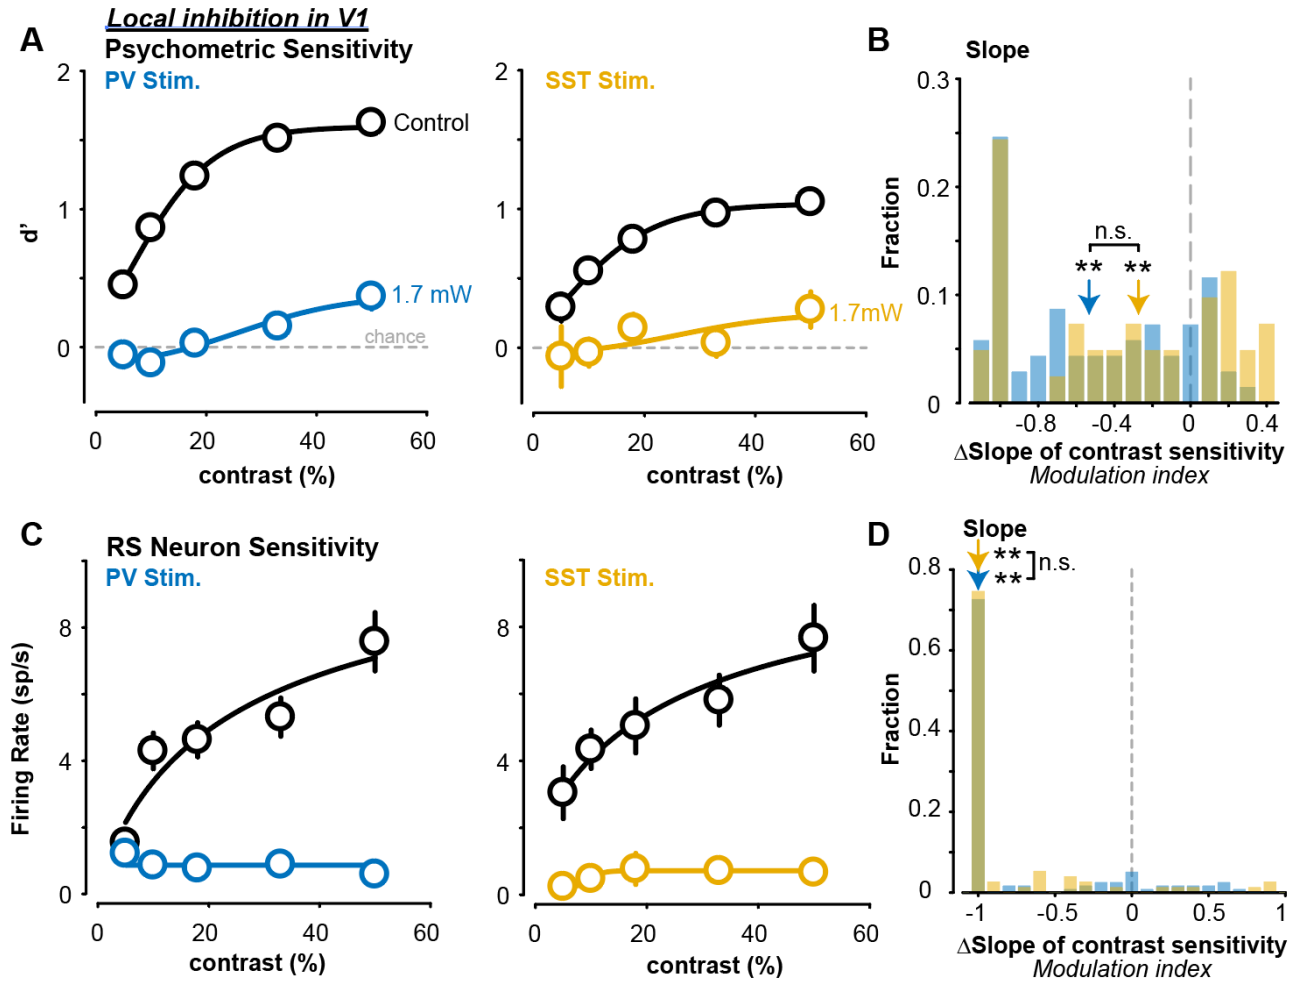 Local inhibition in V1
A
Psychometric Sensitivity
PV Stim.
2
1
0
d'
Control
1.7 mW
chance
0 20 40 60
contrast (%)
SST Stim.
2
1
0
1.7mW
0 20 40 60
contrast (%)
B
Slope
0.3
0.2
0.1
0
Fraction
n.s.
** **
-0.8 -0.4 0 0.4
ΔSlope of contrast sensitivity
Modulation index
C
RS Neuron Sensitivity
PV Stim.
8
4
0
Firing Rate (sp/s)
0 20 40 60
contrast (%)
SST Stim.
8
4
0
0 20 40 60
contrast (%)
D
Slope
**
** n.s.
0.8
0.6
0.4
0.2
0
Fraction
-1 -0.5 0 0.5 1
ΔSlope of contrast sensitivity
Modulation index